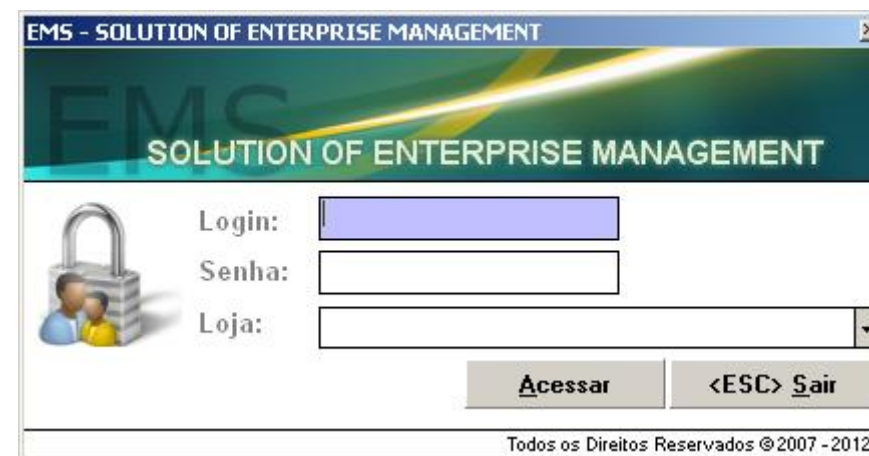 EMS - SOLUTION OF ENTERPRISE MANAGEMENT
EMS
SOLUTION OF ENTERPRISE MANAGEMENT
Login:
Senha:
Loja:
Acessar <ESC> Sair
Todos os Direitos Reservados @ 2007 - 2012